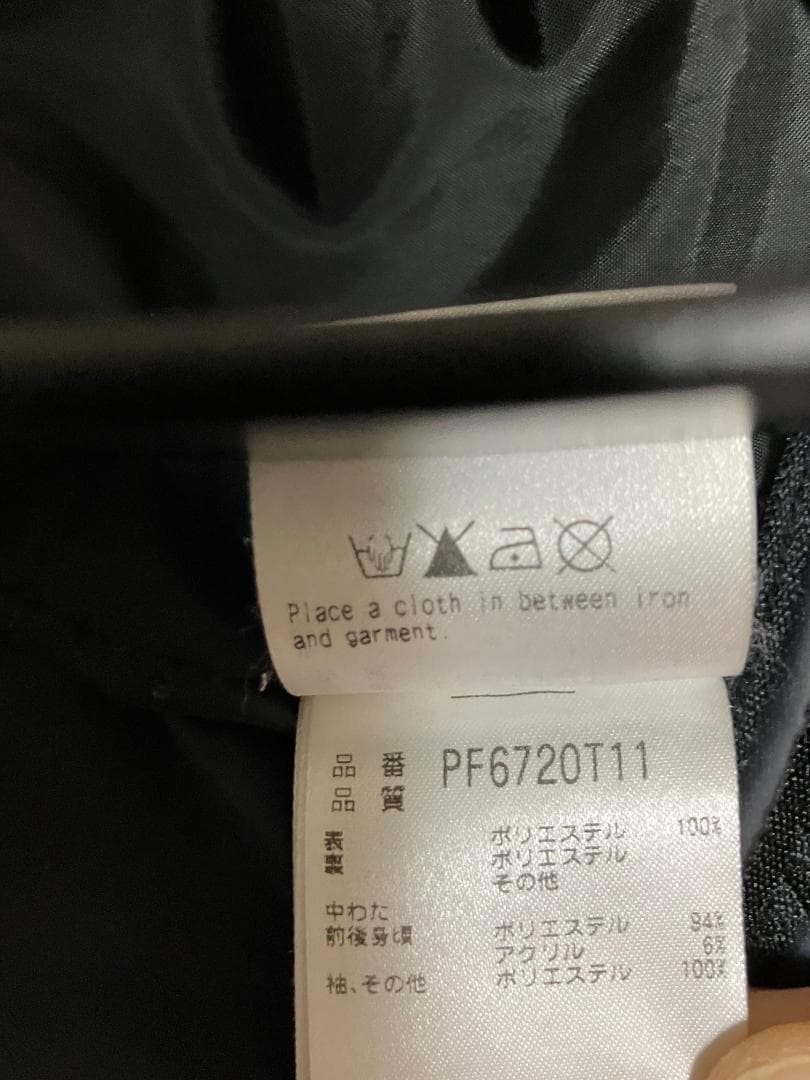 Place a cloth in between iron
and garment.
品 番 PF6720T11
品 質
ポリエステル 100%
ポリエステル
その他
中わた
前後身頃 ポリエステル 94%
アクリル 6%
袖、その他 ポリエステル 100%